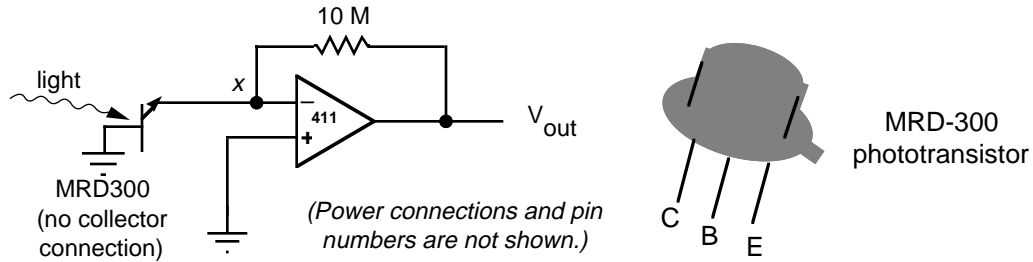 10 M
light
x
−
411
+
V out
MRD300
(no collector
connection)
(Power connections and pin
numbers are not shown.)
MRD-300
phototransistor
C
B
E